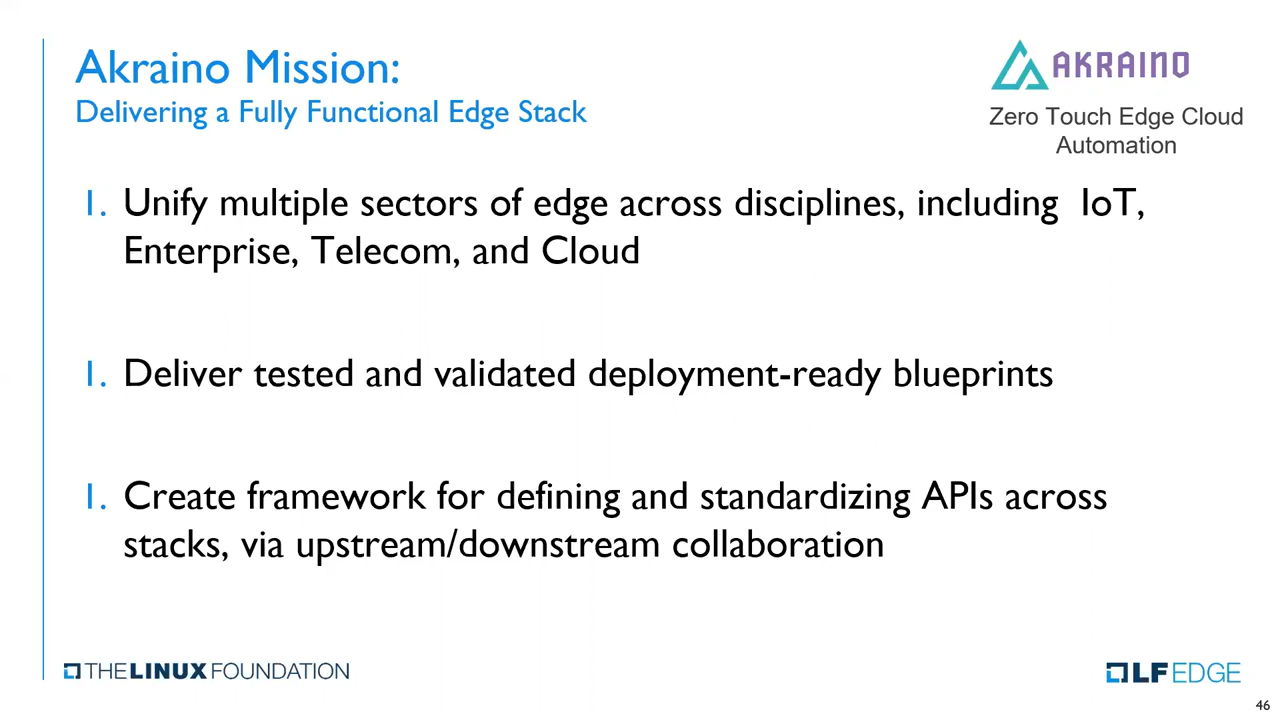 Akraino Mission:
Delivering a Fully Functional Edge Stack
AKRAINO
Zero Touch Edge Cloud
Automation
1. Unify multiple sectors of edge across disciplines, including  IoT,
Enterprise, Telecom, and Cloud
1. Deliver tested and validated deployment-ready blueprints
1. Create framework for defining and standardizing APIs across
stacks, via upstream/downstream collaboration
THE LINUX FOUNDATION
LF EDGE
46